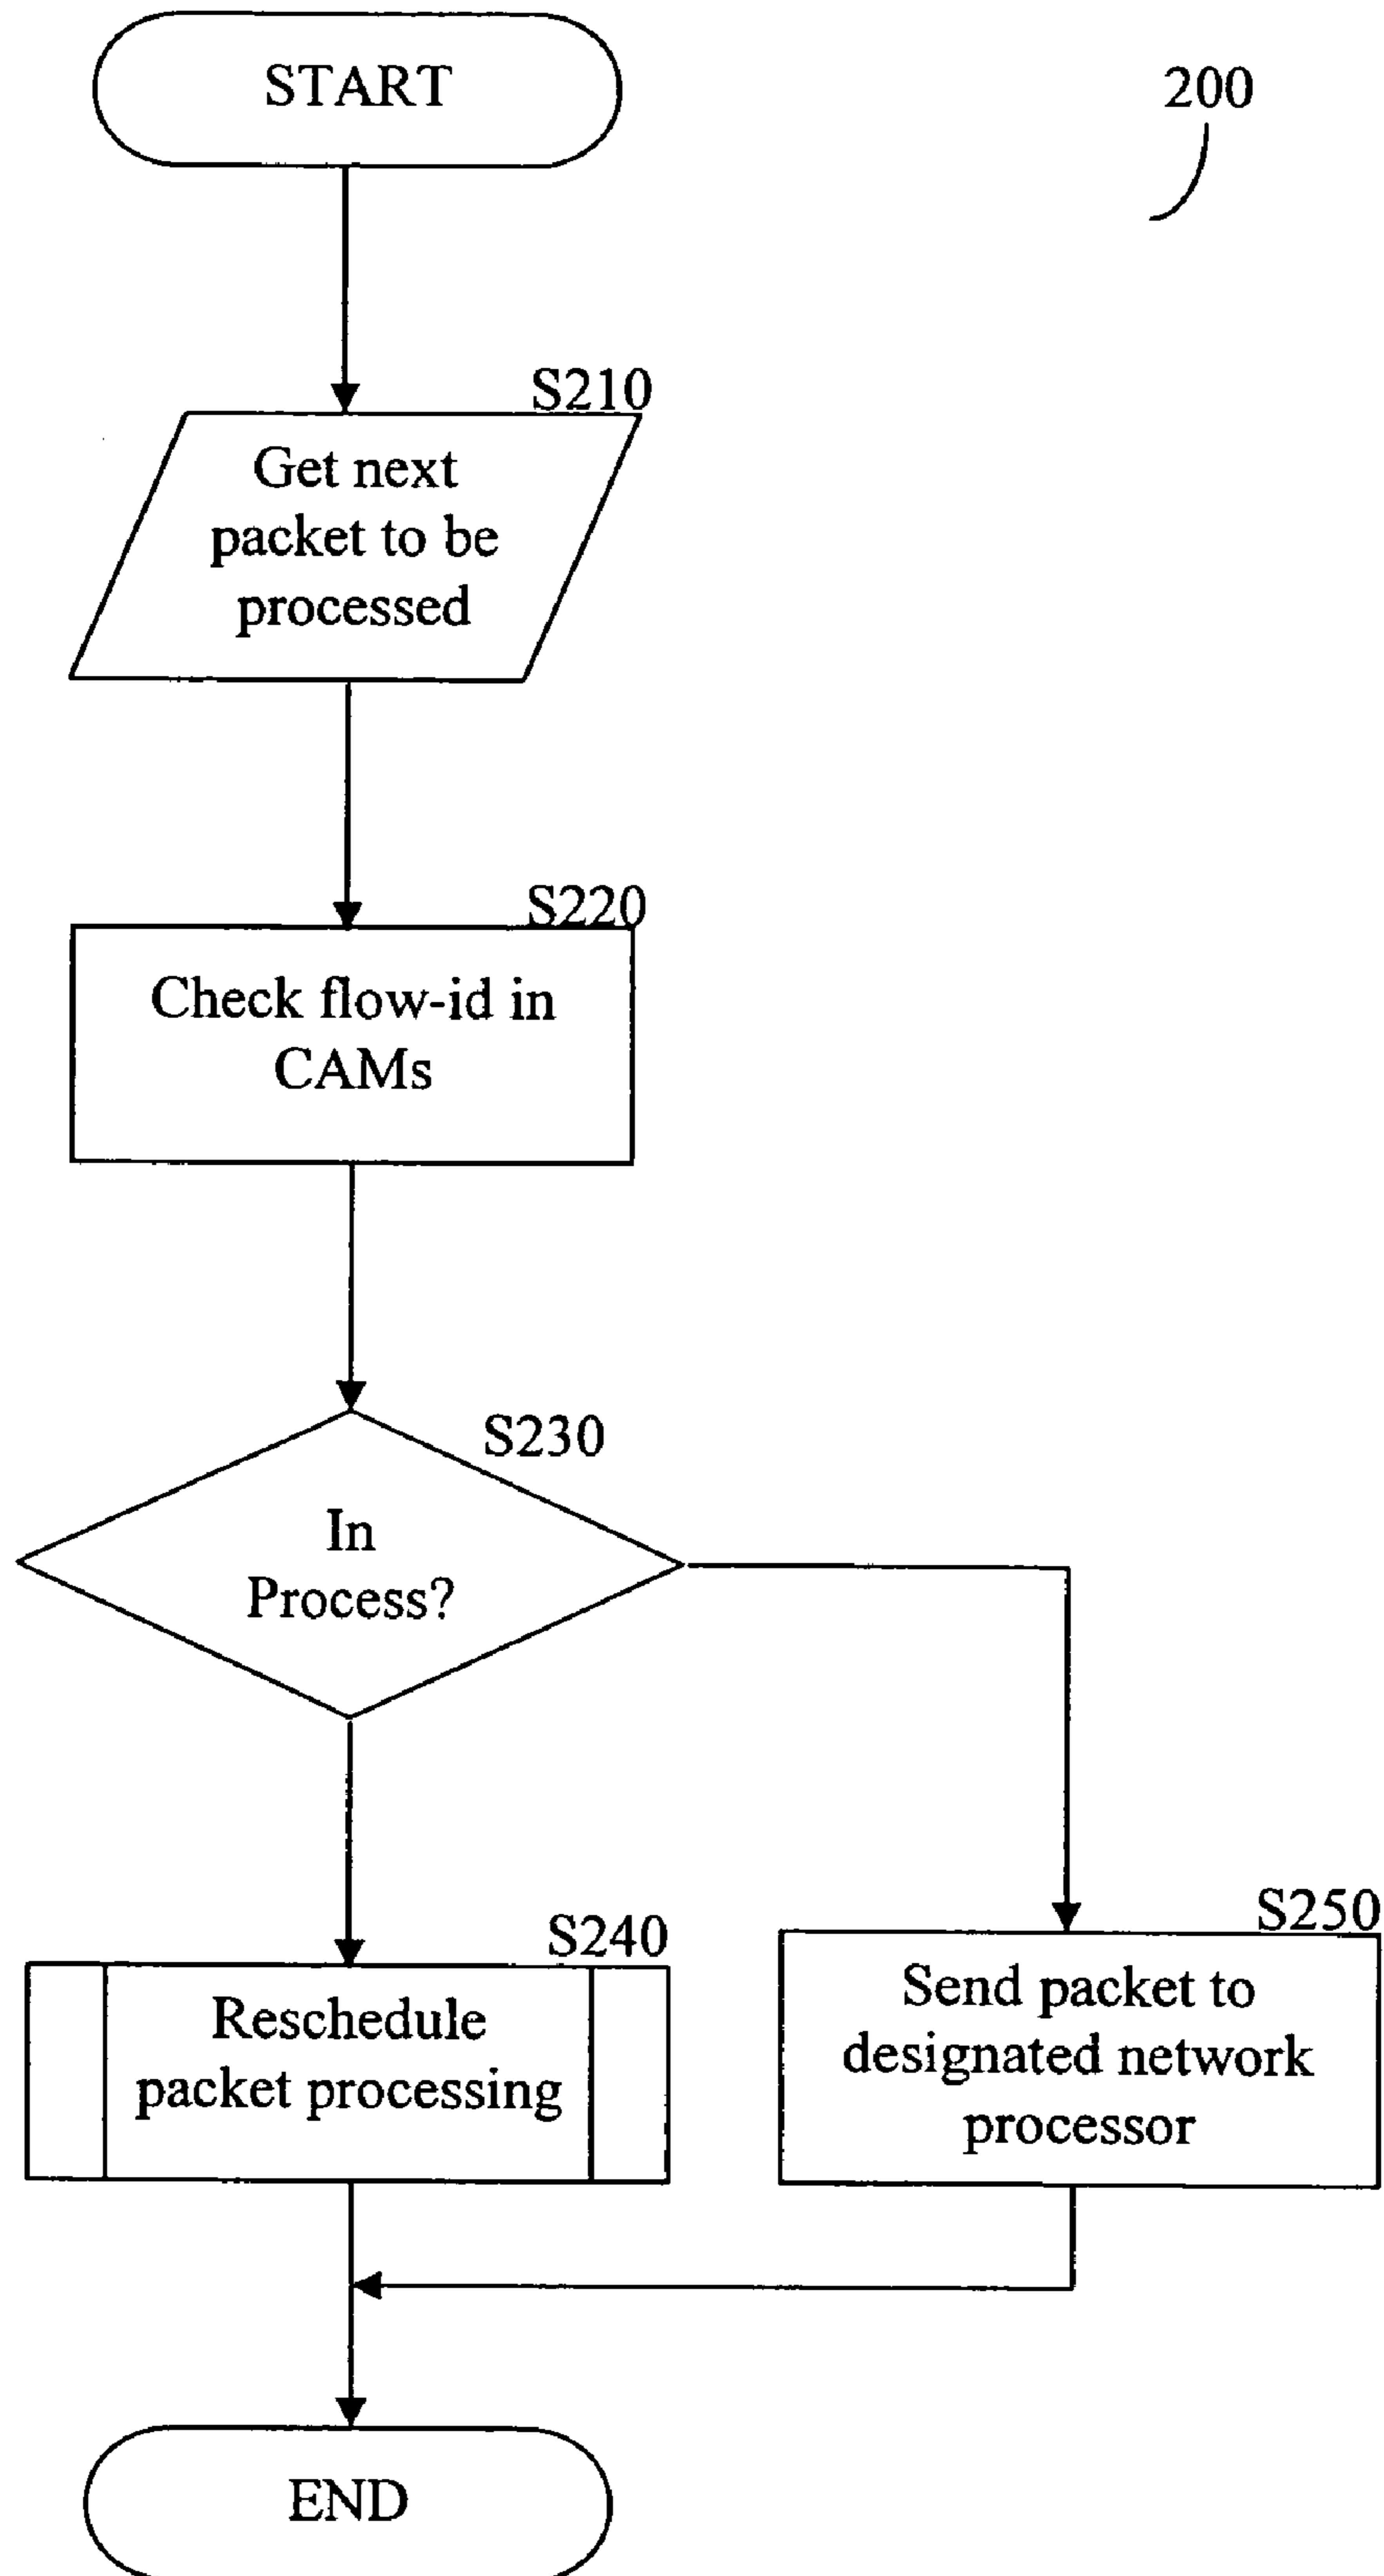 START
200
S210
Get next
packet to be
processed
S220
Check flow-id in
CAMs
S230
In
Process?
S240
Reschedule
packet processing
S250
Send packet to
designated network
processor
END